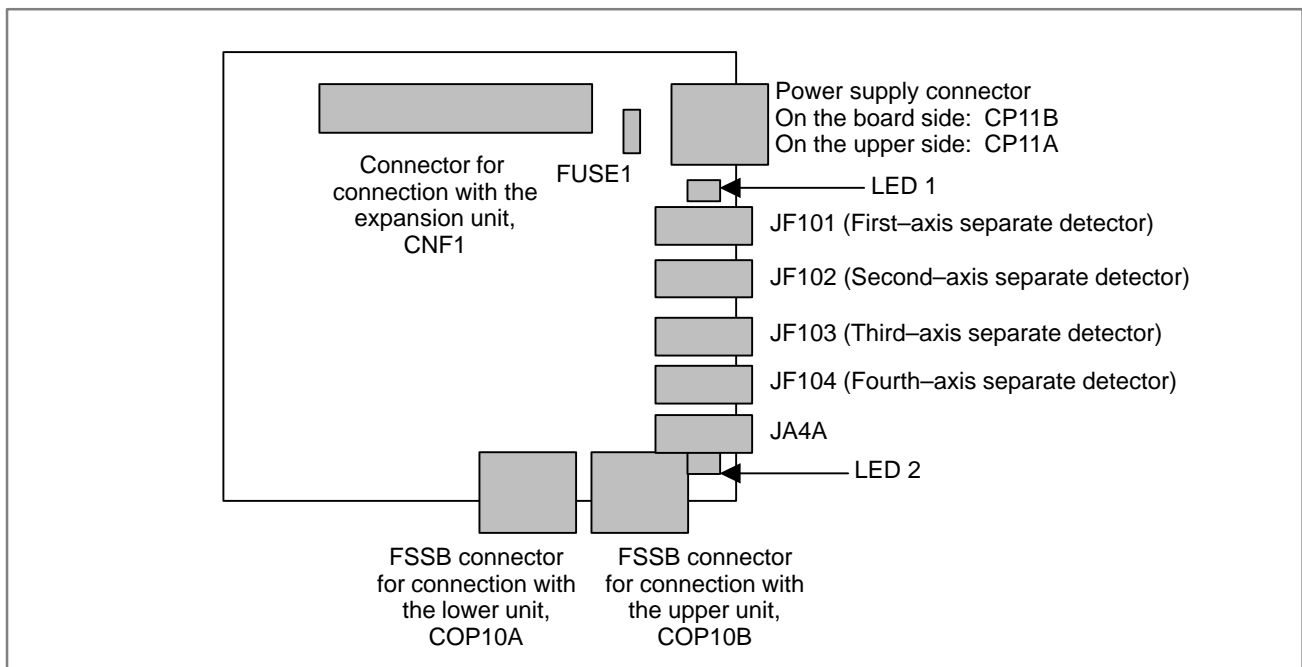 Power supply connector
On the board side: CP11B
On the upper side: CP11A
Connector for
connection with the
expansion unit,
CNF1
FUSE1
LED 1
JF101 (First–axis separate detector)
JF102 (Second–axis separate detector)
JF103 (Third–axis separate detector)
JF104 (Fourth–axis separate detector)
JA4A
LED 2
FSSB connector
for connection with
the lower unit,
COP10A
FSSB connector
for connection with
the upper unit,
COP10B